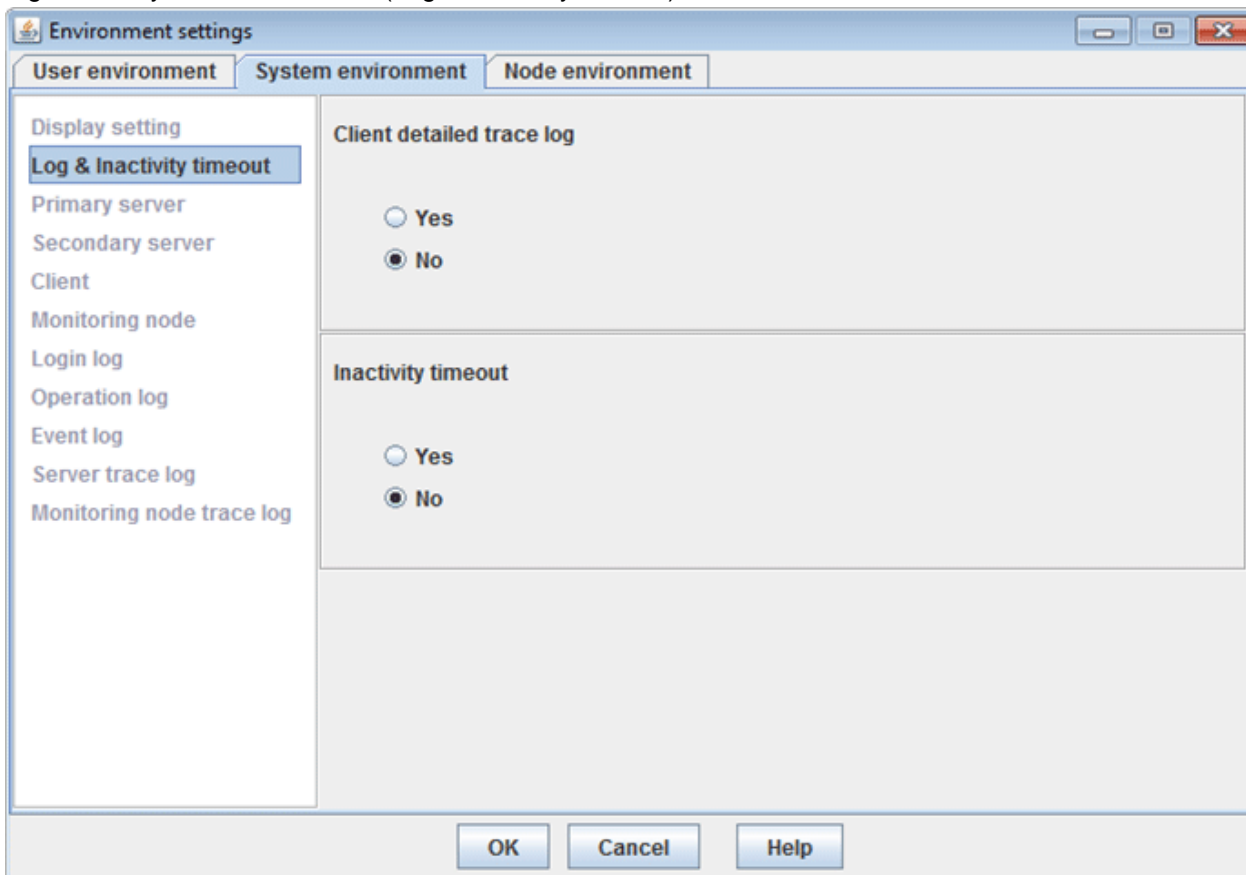 Environment settings
User environment
System environment
Node environment
Display setting
Log & Inactivity timeout
Primary server
Secondary server
Client
Monitoring node
Login log
Operation log
Event log
Server trace log
Monitoring node trace log
Client detailed trace log
Yes
No
Inactivity timeout
Yes
No
OK
Cancel
Help